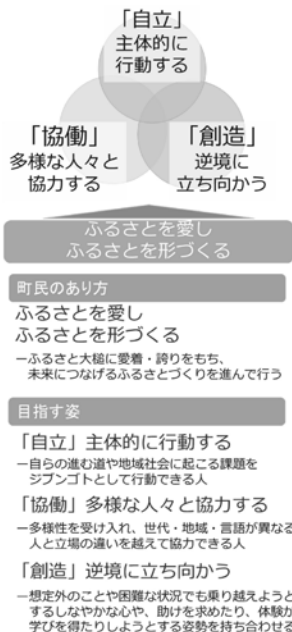 「自立」
主体的に
行動する
「協働」
多様な人々と
協力する
「創造」
逆境に
立ち向かう
ふるさとを愛し
ふるさとを形づくる
町民のあり方
ふるさとを愛し
ふるさとを形づくる
―ふるさと大槌に愛着・誇りをもち、
未来につなげるふるさとづくりを進んで行う
目指す姿
「自立」主体的に行動する
―自らの進む道や地域社会に起こる課題を
ジブンゴトとして行動できる人
「協働」多様な人々と協力する
―多様性を受け入れ、世代・地域・言語が異なる
人と立場の違いを越えて協力できる人
「創造」逆境に立ち向かう
―想定外のことや困難な状況でも乗り越えようと
するしなやかな心や、助けを求めたり、体験か
学びを得たりしようとする姿勢を持ち合わせる